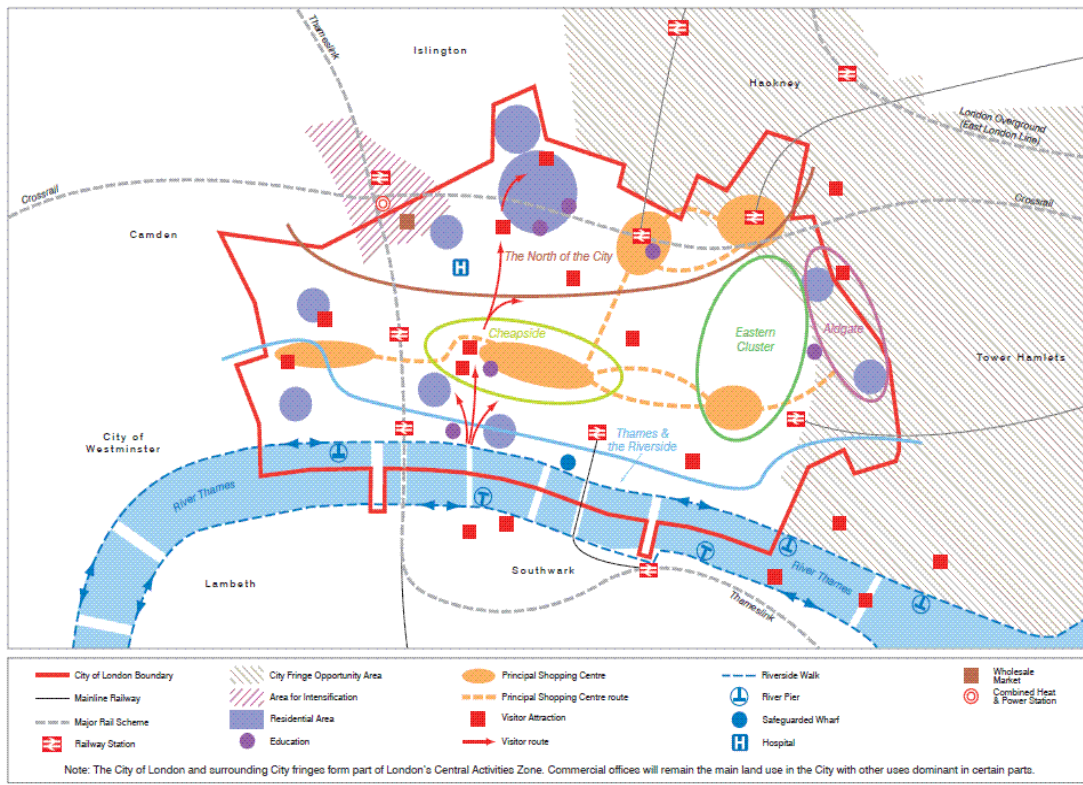 Thameslink
Islington
Hackney
London Overground
(East London Line)
Crossrail
Crossrail
Camden
The North of the City
H
Cheapside
Eastern
Cluster
Aldgate
Tower Hamlets
City of
Westminster
Thames &
the Riverside
River Thames
Lambeth
Southwark
River Thames
Thameslink
City of London Boundary
Mainline Railway
Major Rail Scheme
Railway Station
City Fringe Opportunity Area
Area for Intensification
Residential Area
Education
Principal Shopping Centre
Principal Shopping Centre route
Visitor Attraction
Visitor route
Riverside Walk
River Pier
Safeguarded Wharf
H
Hospital
Wholesale
Market
Combined Heat
& Power Station
Note: The City of London and surrounding City fringes form part of London's Central Activities Zone. Commercial offices will remain the main land use in the City with other uses dominant in certain parts.